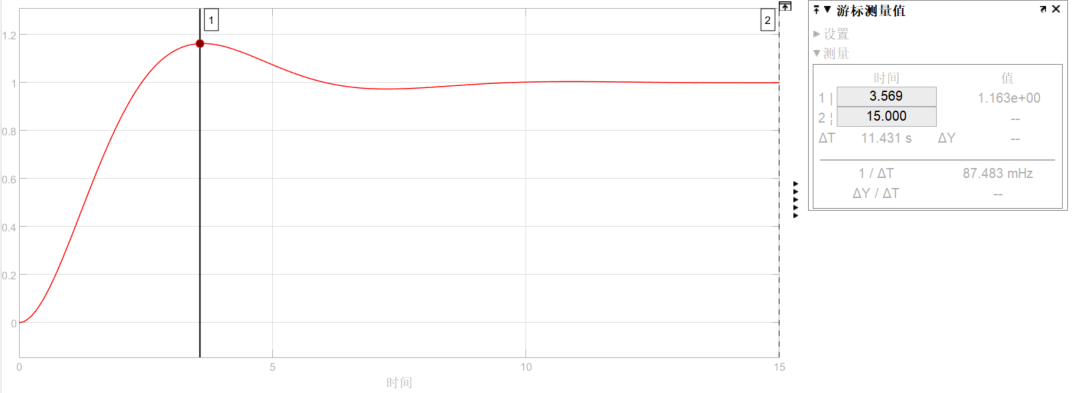 1
2
1.2
1
0.8
0.6
0.4
0.2
0
0
5
10
15
时间
游标测量值
设置
测量
时间 值
1 | 3.569 1.163e+00
2 ¦ 15.000 --
ΔT 11.431 s ΔY --
1 / ΔT 87.483 mHz
ΔY / ΔT --